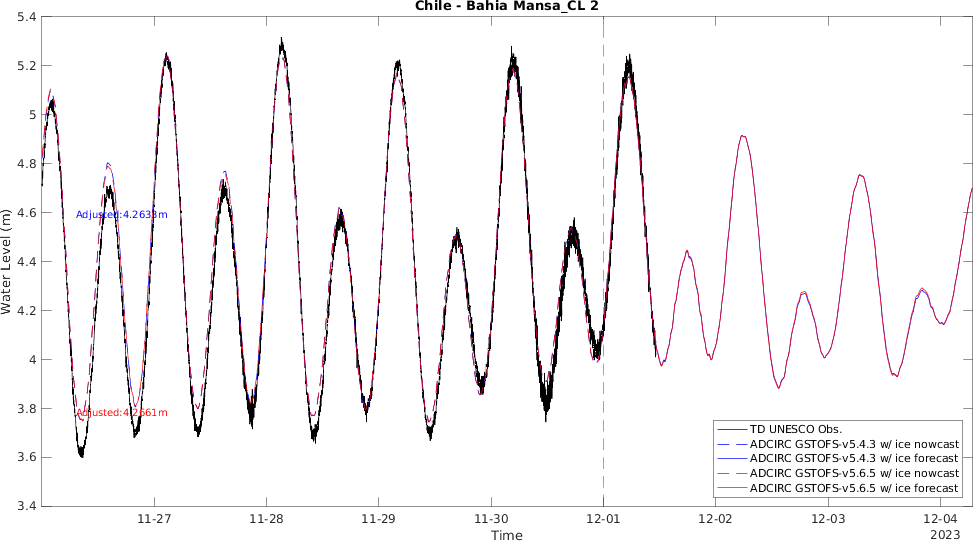 Chile - Bahia Mansa_CL 2
5.4
5.2
5
4.8
4.6
4.4
4.2
4
3.8
3.6
3.4
Water Level (m)
Adjusted:4.2633m
Adjusted:4.2661m
11-27
11-28
11-29
11-30
12-01
12-02
12-03
12-04
Time
2023
TD UNESCO Obs.
ADCIRC GSTOFS-v5.4.3 w/ ice nowcast
ADCIRC GSTOFS-v5.4.3 w/ ice forecast
ADCIRC GSTOFS-v5.6.5 w/ ice nowcast
ADCIRC GSTOFS-v5.6.5 w/ ice forecast